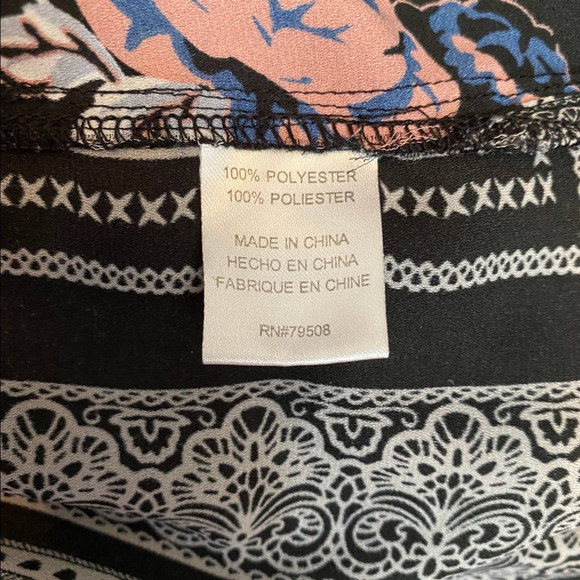 100% POLYESTER
100% POLIESTER
MADE IN CHINA
HECHO EN CHINA
FABRIQUE EN CHINE
RN#79508